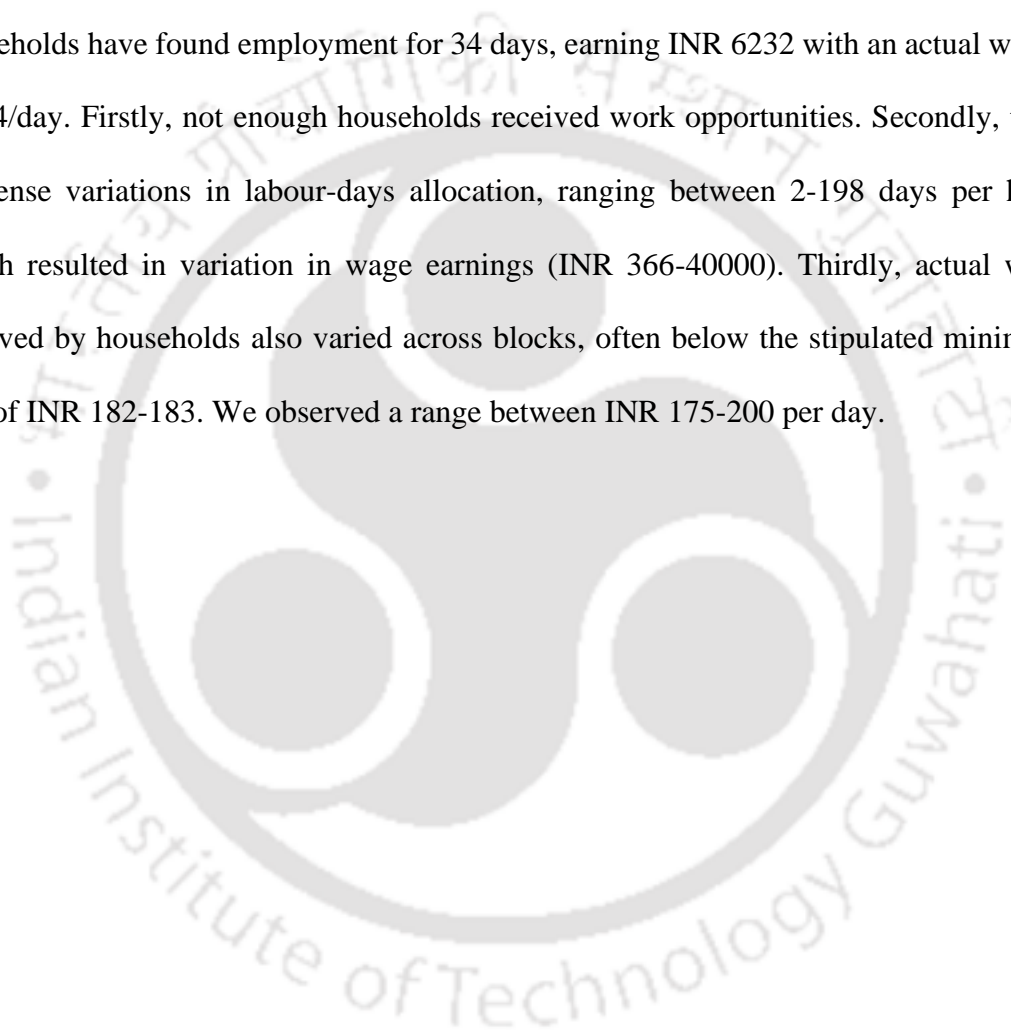 eholds have found employment for 34 days, earning INR 6232 with an actual w
4/day. Firstly, not enough households received work opportunities. Secondly,
ense variations in labour-days allocation, ranging between 2-198 days per
h resulted in variation in wage earnings (INR 366-40000). Thirdly, actual w
ved by households also varied across blocks, often below the stipulated minin
of INR 182-183. We observed a range between INR 175-200 per day.
Indian Institute of Technology Guwahati